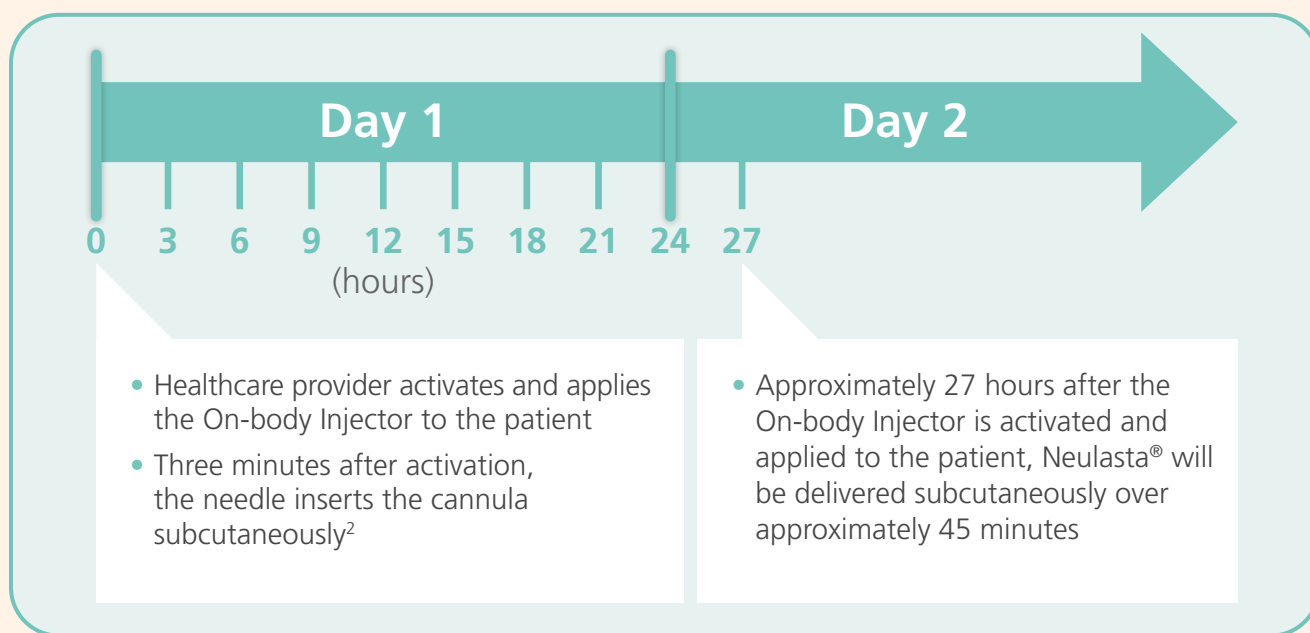 Day 1
Day 2
0 3 6 9 12 15 18 21 24 27
(hours)
• Healthcare provider activates and applies
the On-body Injector to the patient
• Three minutes after activation,
the needle inserts the cannula
subcutaneously²
• Approximately 27 hours after the
On-body Injector is activated and
applied to the patient, Neulasta® will
be delivered subcutaneously over
approximately 45 minutes